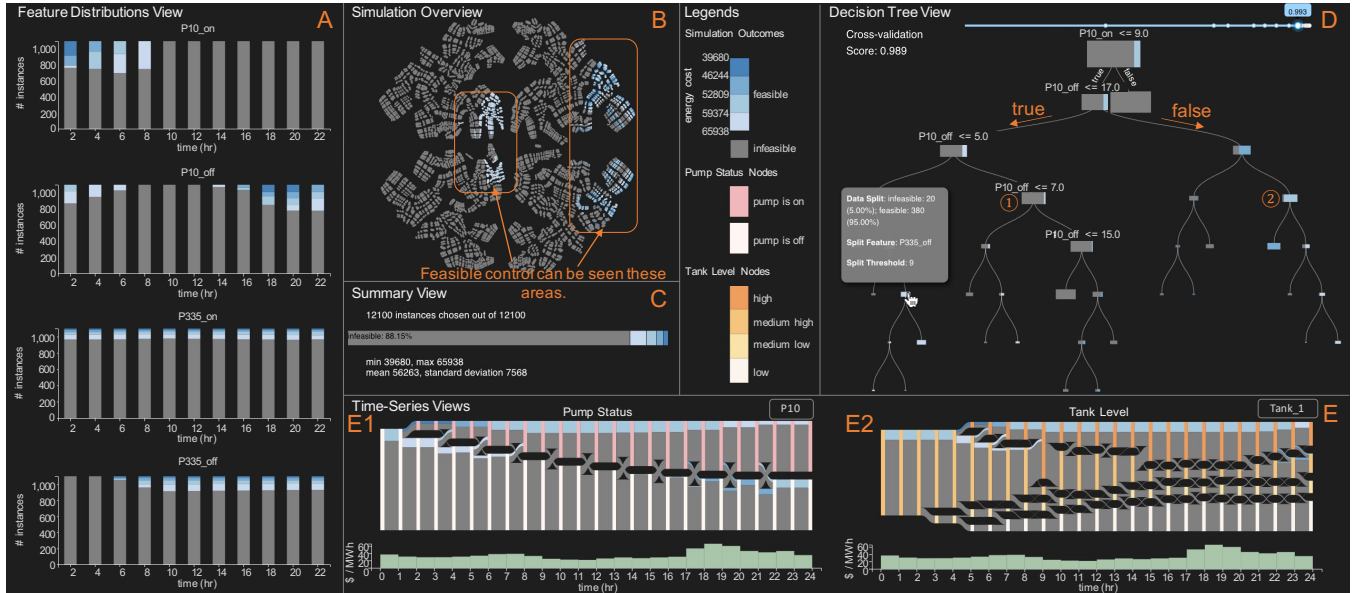 Feature Distributions View
A
P10_on
# instances
1,000
800
600
400
200
0
2 4 6 8 10 12 14 16 18 20 22
time (hr)
P10_off
# instances
1,000
800
600
400
200
0
2 4 6 8 10 12 14 16 18 20 22
time (hr)
P335_on
# instances
1,000
800
600
400
200
0
2 4 6 8 10 12 14 16 18 20 22
time (hr)
P335_off
# instances
1,000
800
600
400
200
0
2 4 6 8 10 12 14 16 18 20 22
time (hr)
Simulation Overview
B
Feasible control can be seen these
areas.
Summary View
C
12100 instances chosen out of 12100
infeasible: 88.15%
min 39680, max 65938
mean 56263, standard deviation 7568
Legends
Simulation Outcomes
energy cost
39680
46244
52809
59374
65938
feasible
infeasible
Pump Status Nodes
pump is on
pump is off
Tank Level Nodes
high
medium high
medium low
low
Decision Tree View
0.993
D
Cross-validation
Score: 0.989
P10_on <= 9.0
true
false
P10_off <= 17.0
true
false
P10_off <= 5.0
P10_off <= 7.0
1
2
P10_off <= 15.0
Data Split: infeasible: 20
(5.00%); feasible: 380
(95.00%)
Split Feature: P335_off
Split Threshold: 9
Time-Series Views
E1
Pump Status
P10
$ / MWh
60
40
20
0
0 1 2 3 4 5 6 7 8 9 10 11 12 13 14 15 16 17 18 19 20 21 22 23 24
time (hr)
E2
Tank Level
Tank_1
E
$ / MWh
60
40
20
0
0 1 2 3 4 5 6 7 8 9 10 11 12 13 14 15 16 17 18 19 20 21 22 23 24
time (hr)